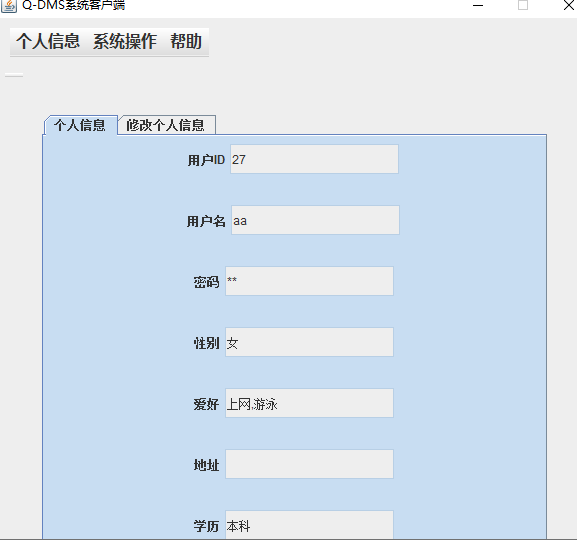 Q-DMS系统客户端
个人信息 系统操作 帮助
个人信息 修改个人信息
用户ID 27
用户名 aa
密码 **
性别 女
爱好 上网,游泳
地址
学历 本科